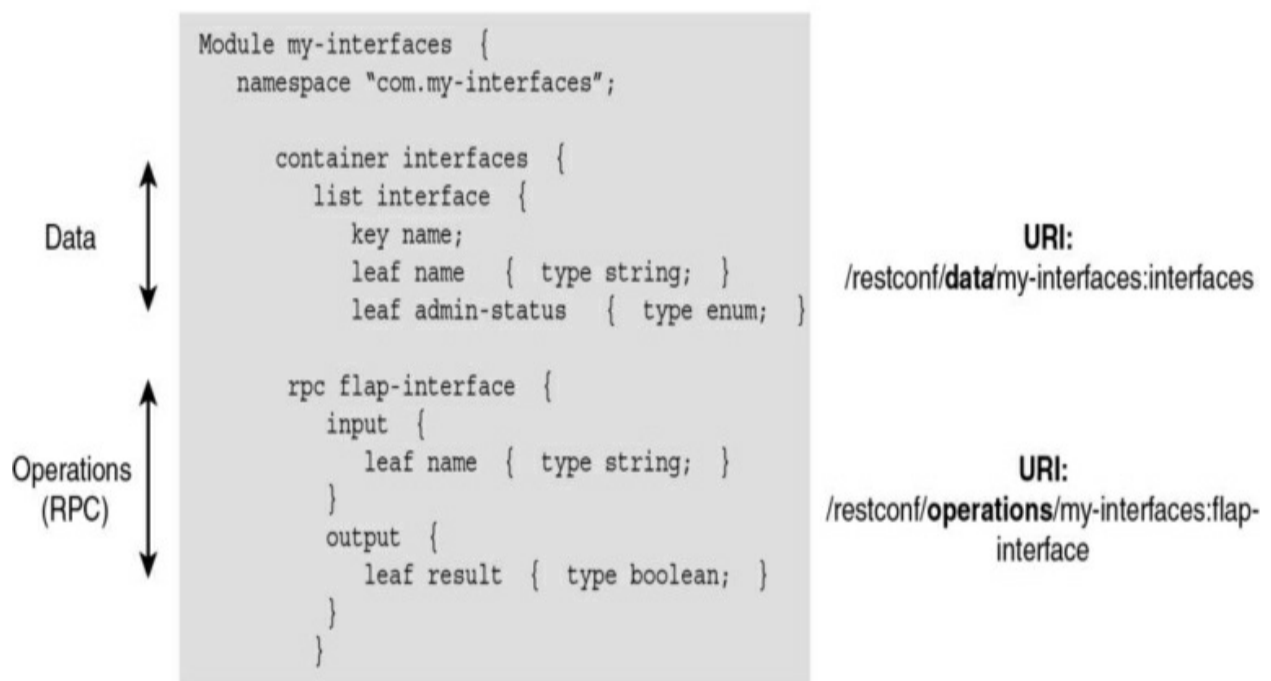 Module my-interfaces {
namespace “com.my-interfaces”;
container interfaces {
list interface {
key name;
leaf name { type string; }
leaf admin-status { type enum; }
rpc flap-interface {
input {
leaf name { type string; }
}
output {
leaf result { type boolean; }
}
}
Data
Operations
(RPC)
URI:
/restconf/data/my-interfaces:interfaces
URI:
/restconf/operations/my-interfaces:flap-
interface